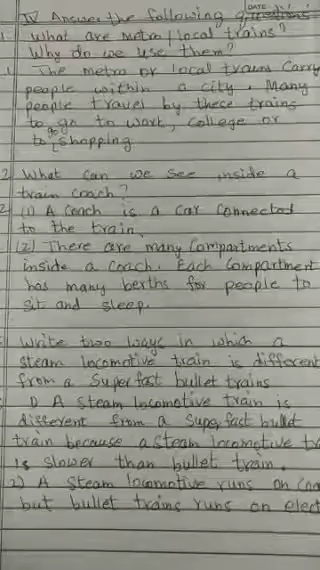 IV Answer the following questions
DATE
1. What are metro/local trains?
Why do we use them?
1 The metro or local trains carry
people within a city. Many
people travel by these trains
to go to work, college or
to go shopping
2 What can we see inside a
train coach?
2 (1) A coach is a car connected
to the train.
(2) There are many compartments
inside a coach. Each compartment
has many berths for people to
sit and sleep.
Write two ways in which a
steam locomotive train is different
from a Super fast bullet trains
1) A steam locomotive train is
different from a Super fast bullet
train because a steam locomotive
is slower than bullet train.
2) A steam locomotive runs on
but bullet trains runs on